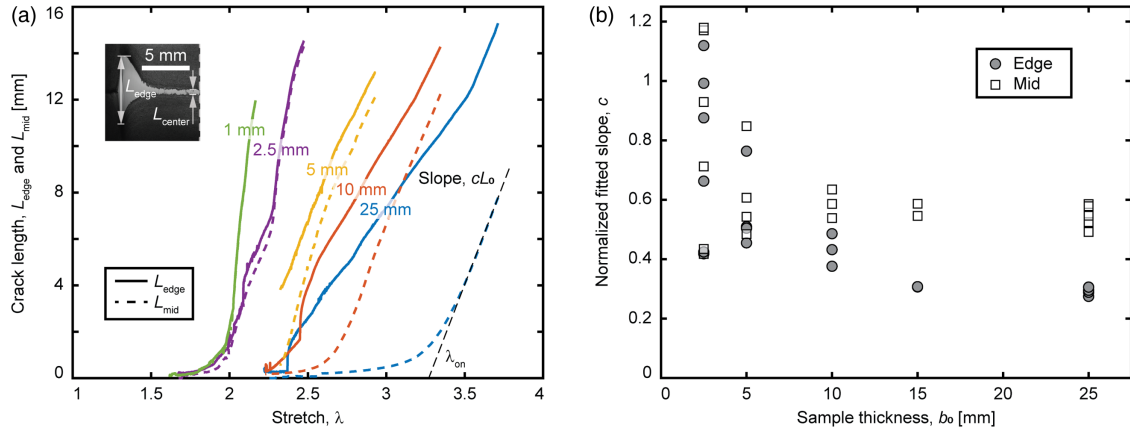 (a)
16
12
8
4
0
Crack length, L_edge and L_mid [mm]
5 mm
L_edge
L_center
1 mm
2.5 mm
5 mm
10 mm
25 mm
Slope, cL₀
L_edge
L_mid
λ_on
1 1.5 2 2.5 3 3.5 4
Stretch, λ
(b)
1.2
1
0.8
0.6
0.4
0.2
0
Normalized fitted slope, c
Edge
Mid
0 5 10 15 20 25
Sample thickness, b₀ [mm]